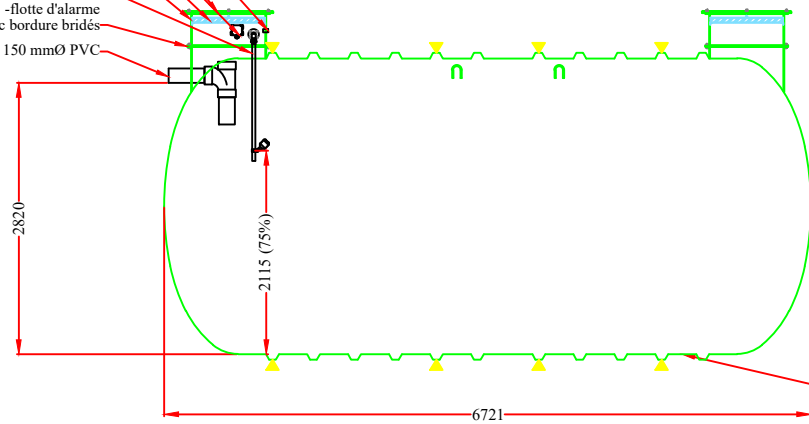 -flotte d'alarme
c bordure bridés
150 mmØ PVC
2820
2115 (75%)
6721